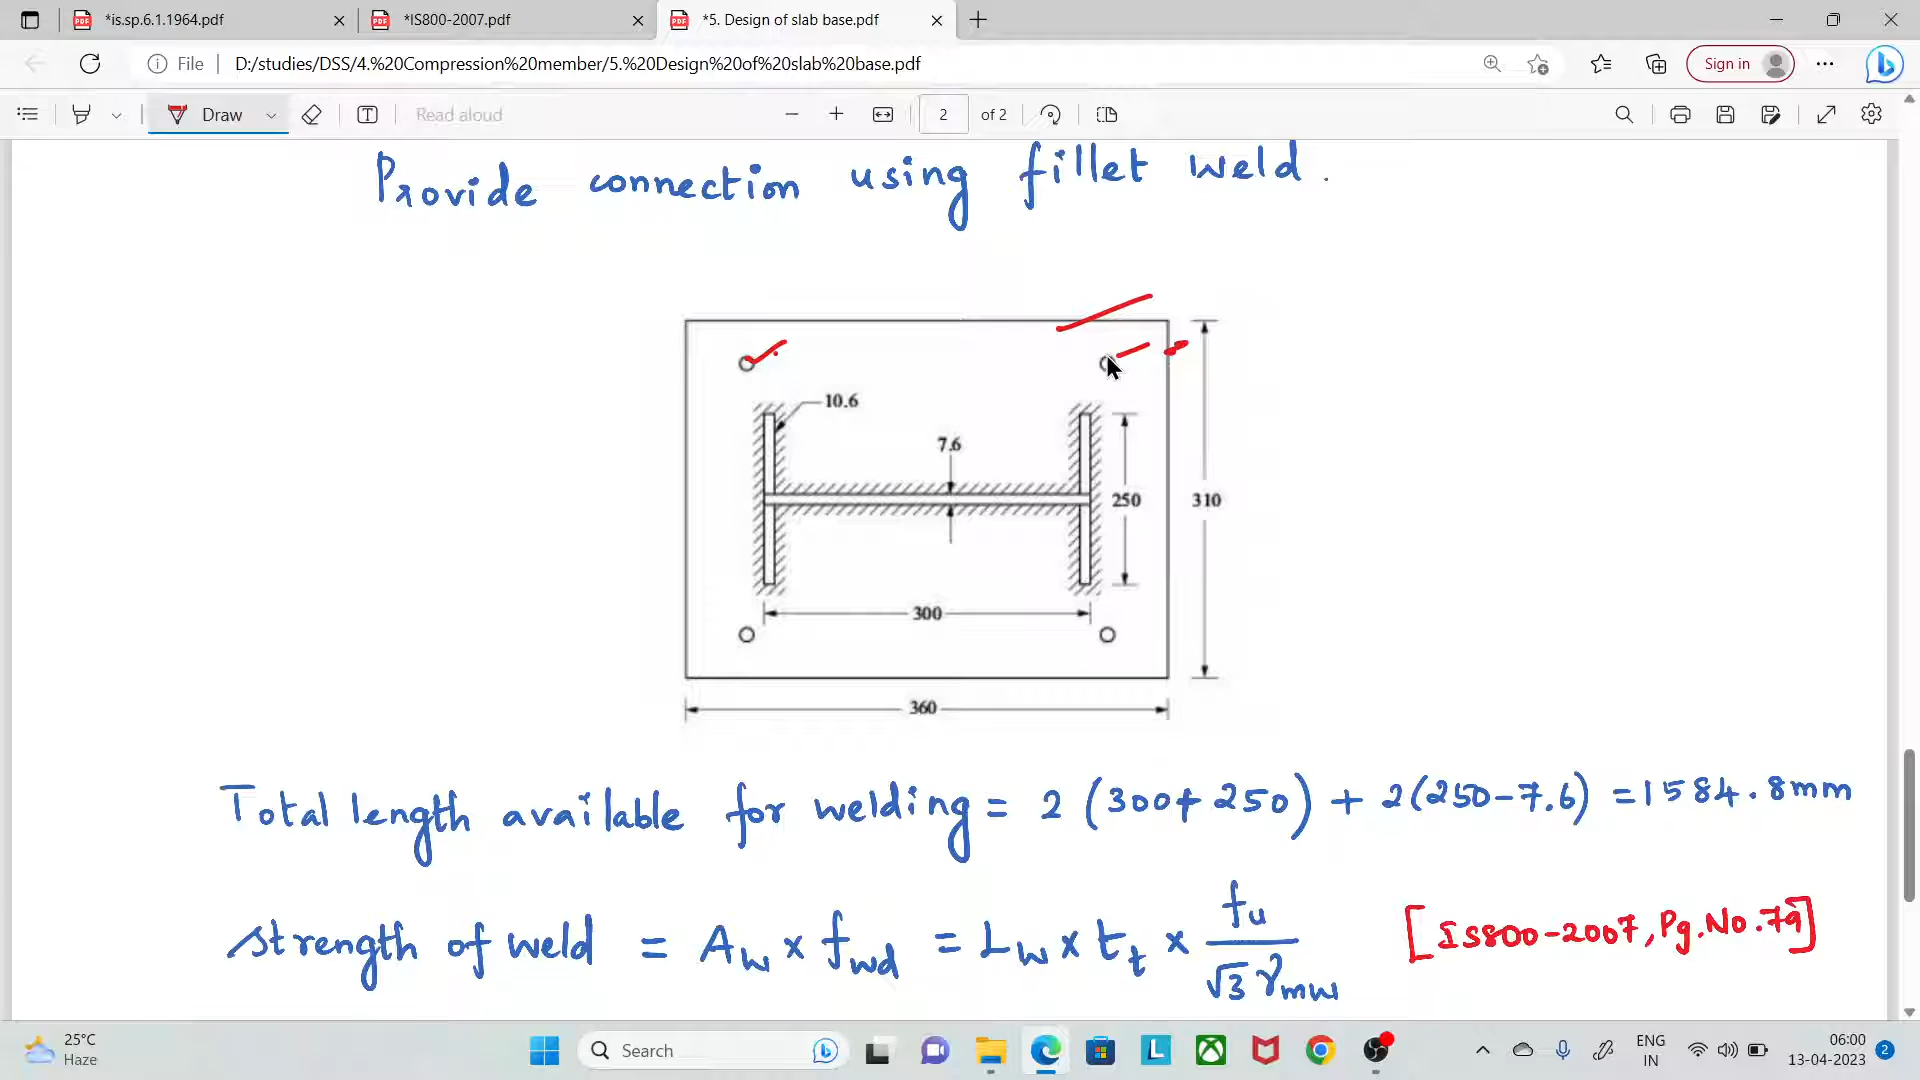 *is.sp.6.1.1964.pdf
*IS800-2007.pdf
*5. Design of slab base.pdf
File
D:/studies/DSS/4.%20Compression%20member/5.%20Design%20of%20slab%20base.pdf
Sign in
Draw
Read aloud
2
of 2
Provide connection using fillet weld.
10.6
7.6
250
310
300
360
Total length available for welding = 2 (300+250) + 2(250-7.6) = 1584.8mm
strength of weld = Aw × fwd = Lw × tt × fu / √3 γmw
[IS800-2007, Pg.No.79]
25°C
Haze
Search
ENG
IN
06:00
13-04-2023
2